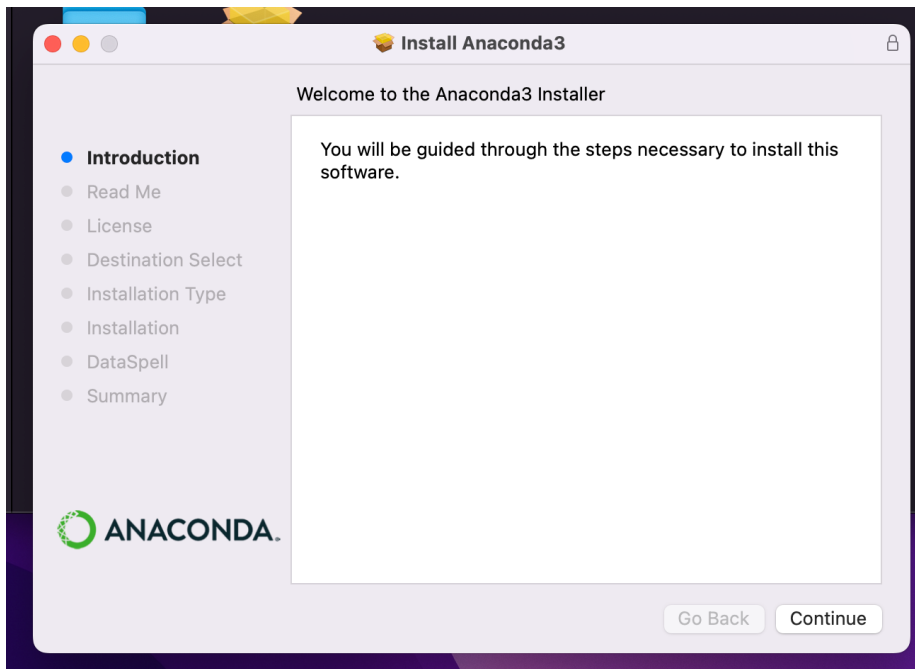 Install Anaconda3
Welcome to the Anaconda3 Installer
Introduction
Read Me
License
Destination Select
Installation Type
Installation
DataSpell
Summary
ANACONDA.
You will be guided through the steps necessary to install this
software.
Go Back
Continue